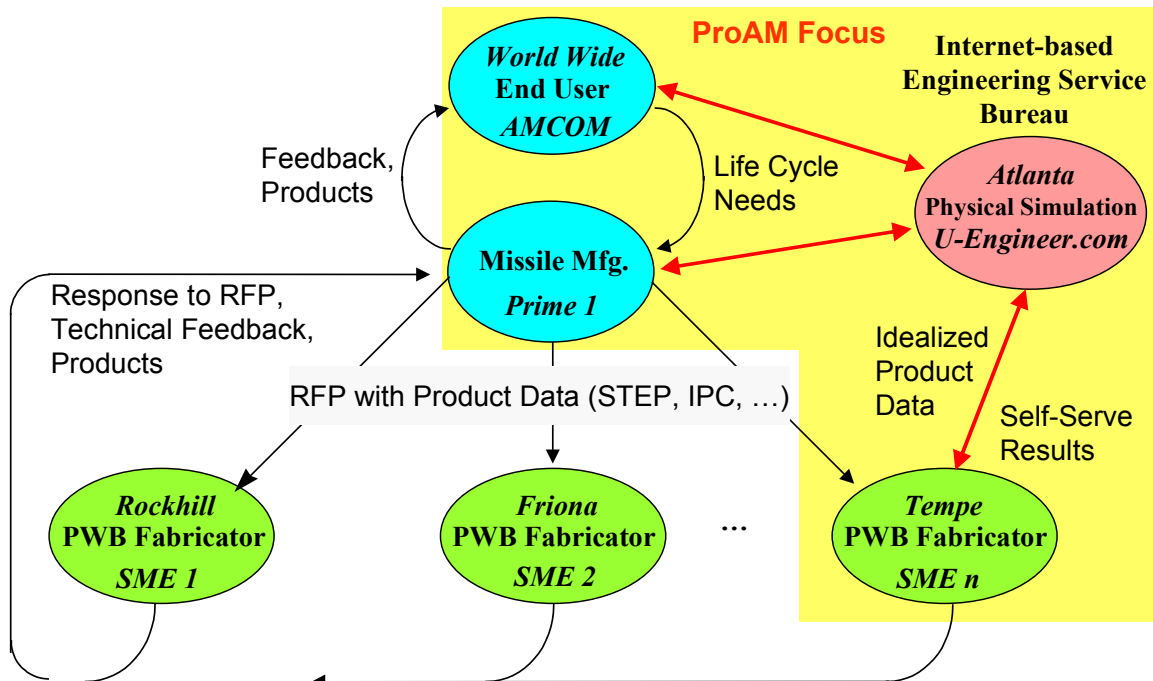 ProAM Focus
World Wide
End User
AMCOM
Internet-based
Engineering Service
Bureau
Feedback,
Products
Life Cycle
Needs
Atlanta
Physical Simulation
U-Engineer.com
Missile Mfg.
Prime 1
Response to RFP,
Technical Feedback,
Products
Idealized
Product
Data
RFP with Product Data (STEP, IPC, …)
Self-Serve
Results
Rockhill
PWB Fabricator
SME 1
Friona
PWB Fabricator
SME 2
...
Tempe
PWB Fabricator
SME n